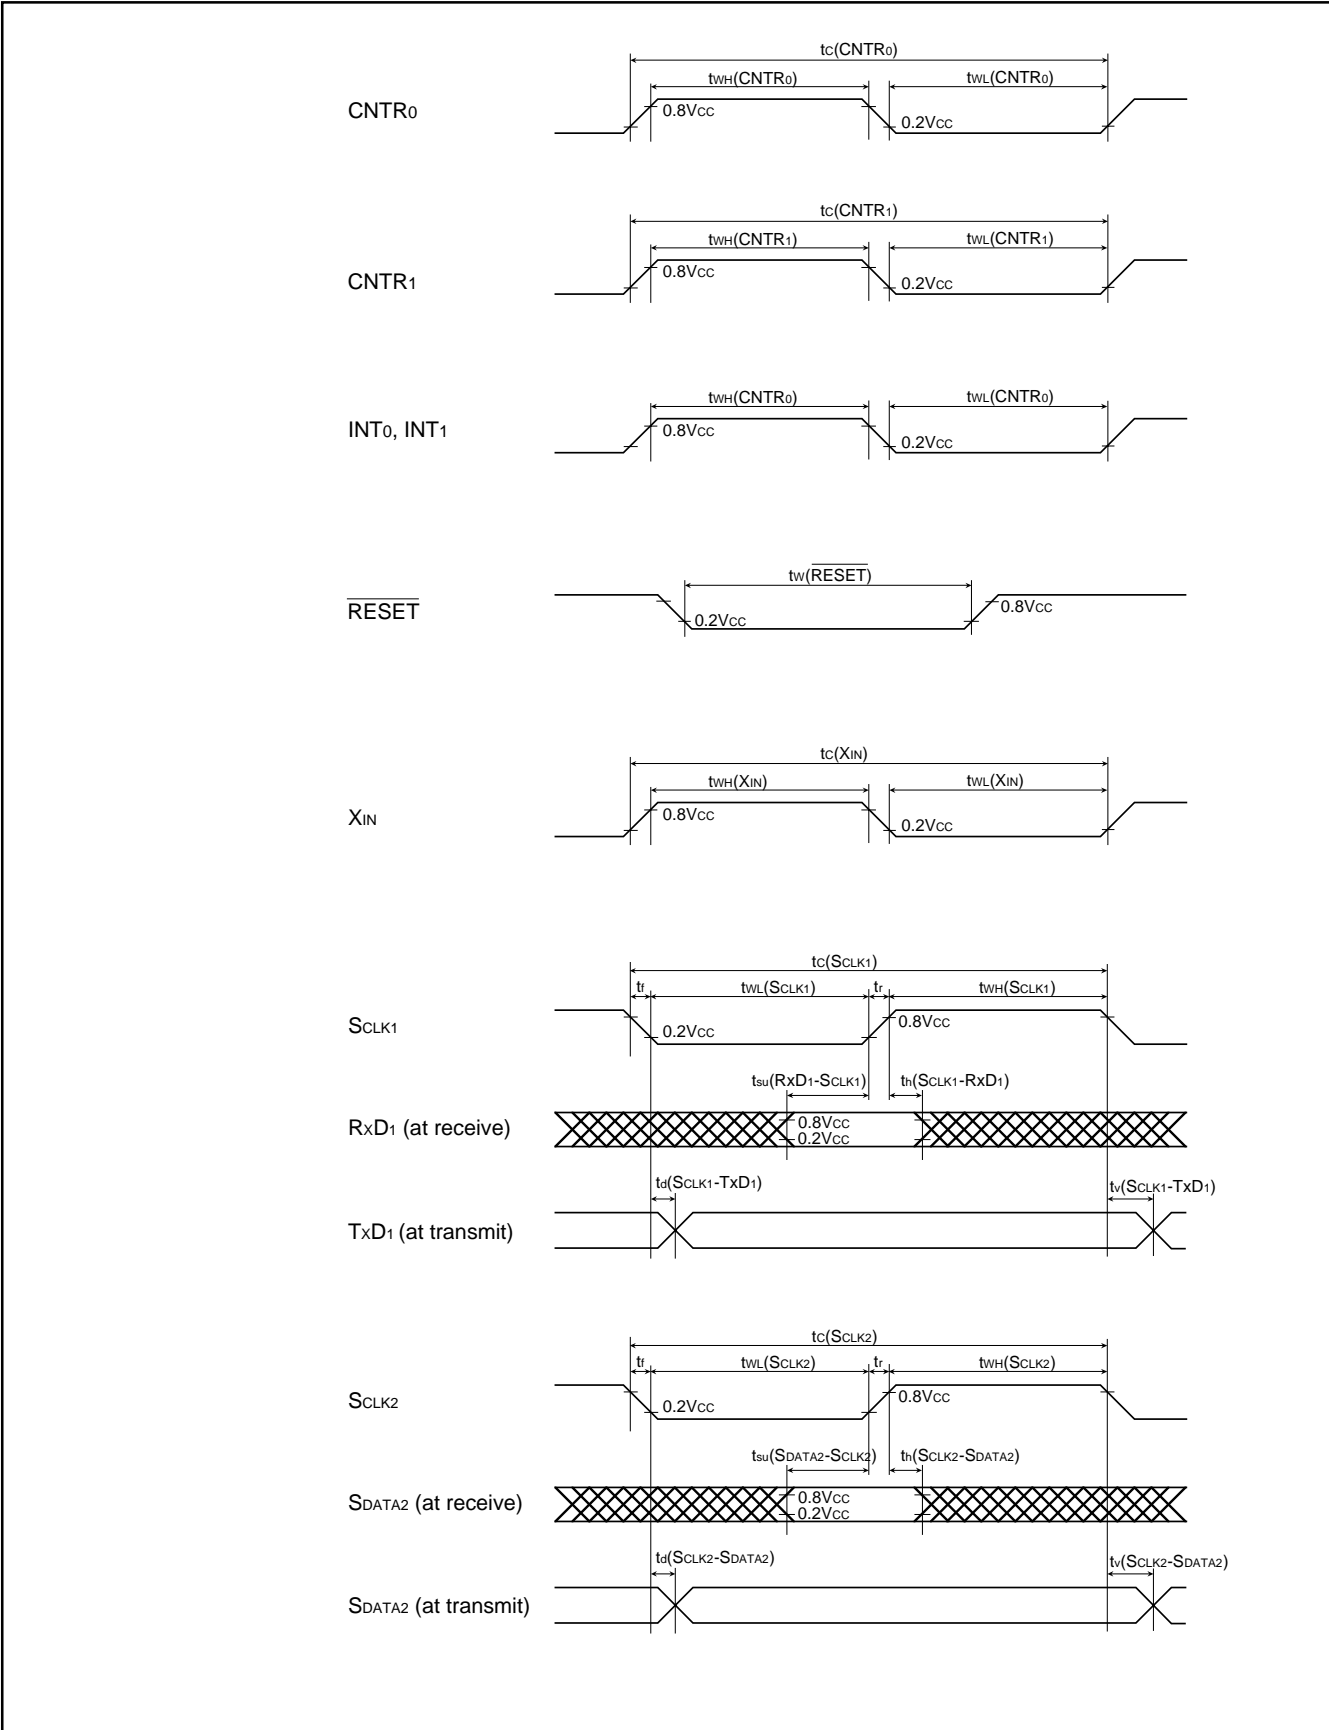 tC(CNTR0)
tWH(CNTR0) tWL(CNTR0)
CNTR0 0.8VCC 0.2VCC
tC(CNTR1)
tWH(CNTR1) tWL(CNTR1)
CNTR1 0.8VCC 0.2VCC
tWH(CNTR0) tWL(CNTR0)
INT0, INT1 0.8VCC 0.2VCC
tW(RESET)
RESET 0.2VCC 0.8VCC
tC(XIN)
tWH(XIN) tWL(XIN)
XIN 0.8VCC 0.2VCC
tC(SCLK1)
tf tWL(SCLK1) tr tWH(SCLK1)
SCLK1 0.2VCC 0.8VCC
tsu(RxD1-SCLK1) th(SCLK1-RxD1)
RXD1 (at receive) 0.8VCC
0.2VCC
td(SCLK1-TxD1) tv(SCLK1-TxD1)
TXD1 (at transmit)
tC(SCLK2)
tf tWL(SCLK2) tr tWH(SCLK2)
SCLK2 0.2VCC 0.8VCC
tsu(SDATA2-SCLK2) th(SCLK2-SDATA2)
SDATA2 (at receive) 0.8VCC
0.2VCC
td(SCLK2-SDATA2) tv(SCLK2-SDATA2)
SDATA2 (at transmit)